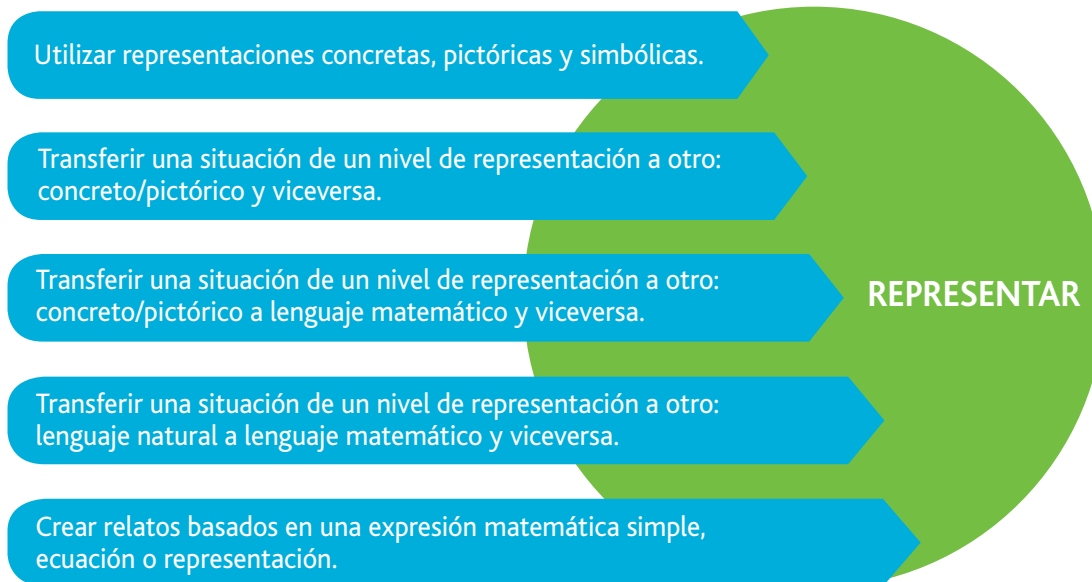 Utilizar representaciones concretas, pictóricas y simbólicas.
Transferir una situación de un nivel de representación a otro:
concreto/pictórico y viceversa.
Transferir una situación de un nivel de representación a otro:
concreto/pictórico a lenguaje matemático y viceversa.
REPRESENTAR
Transferir una situación de un nivel de representación a otro:
lenguaje natural a lenguaje matemático y viceversa.
Crear relatos basados en una expresión matemática simple,
ecuación o representación.